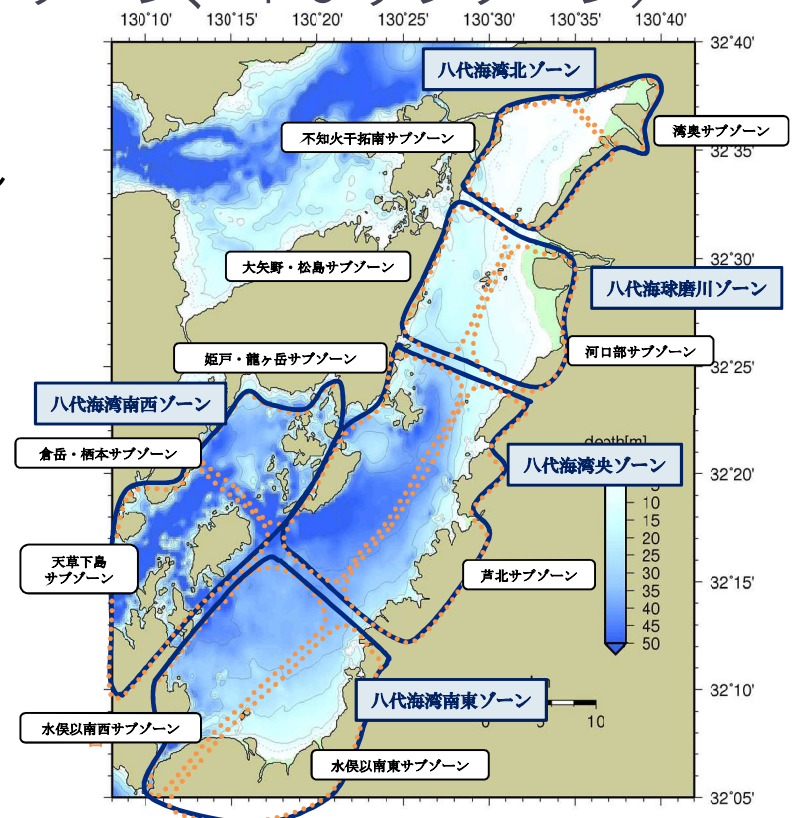 130°10' 130°15' 130°20' 130°25' 130°30' 130°35' 130°40'
32°40'
八代海湾北ゾーン
不知火干拓南サブゾーン
湾奥サブゾーン
32°35'
大矢野・松島サブゾーン
32°30'
八代海球磨川ゾーン
姫戸・龍ヶ岳サブゾーン
河口部サブゾーン
32°25'
八代海湾南西ゾーン
倉岳・栖本サブゾーン
八代海湾央ゾーン
32°20'
10
15
20
25
30
35
40
45
50
天草下島
サブゾーン
芦北サブゾーン
32°15'
32°10'
八代海湾南東ゾーン
10
水俣以南西サブゾーン
水俣以南東サブゾーン
32°05'